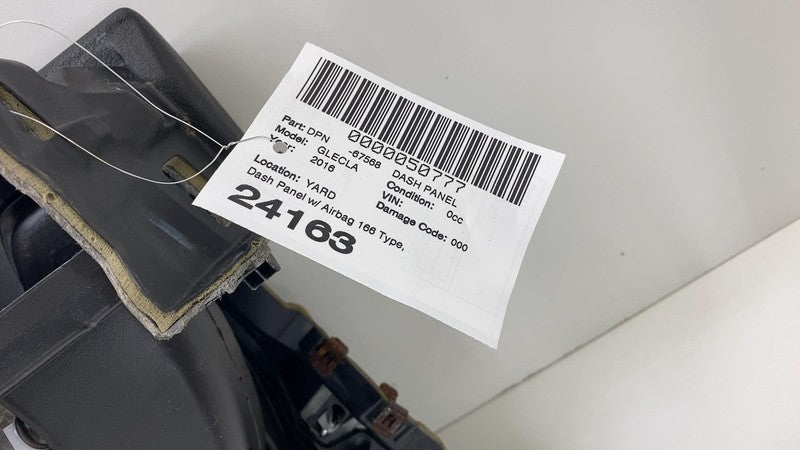 0000050777
Part: DPN -67568 DASH PANEL
Model: GLECLA Condition: 0cc
Year: 2016 VIN:
Damage Code: 000
Location: YARD
Dash Panel w/ Airbag 166 Type,
24163